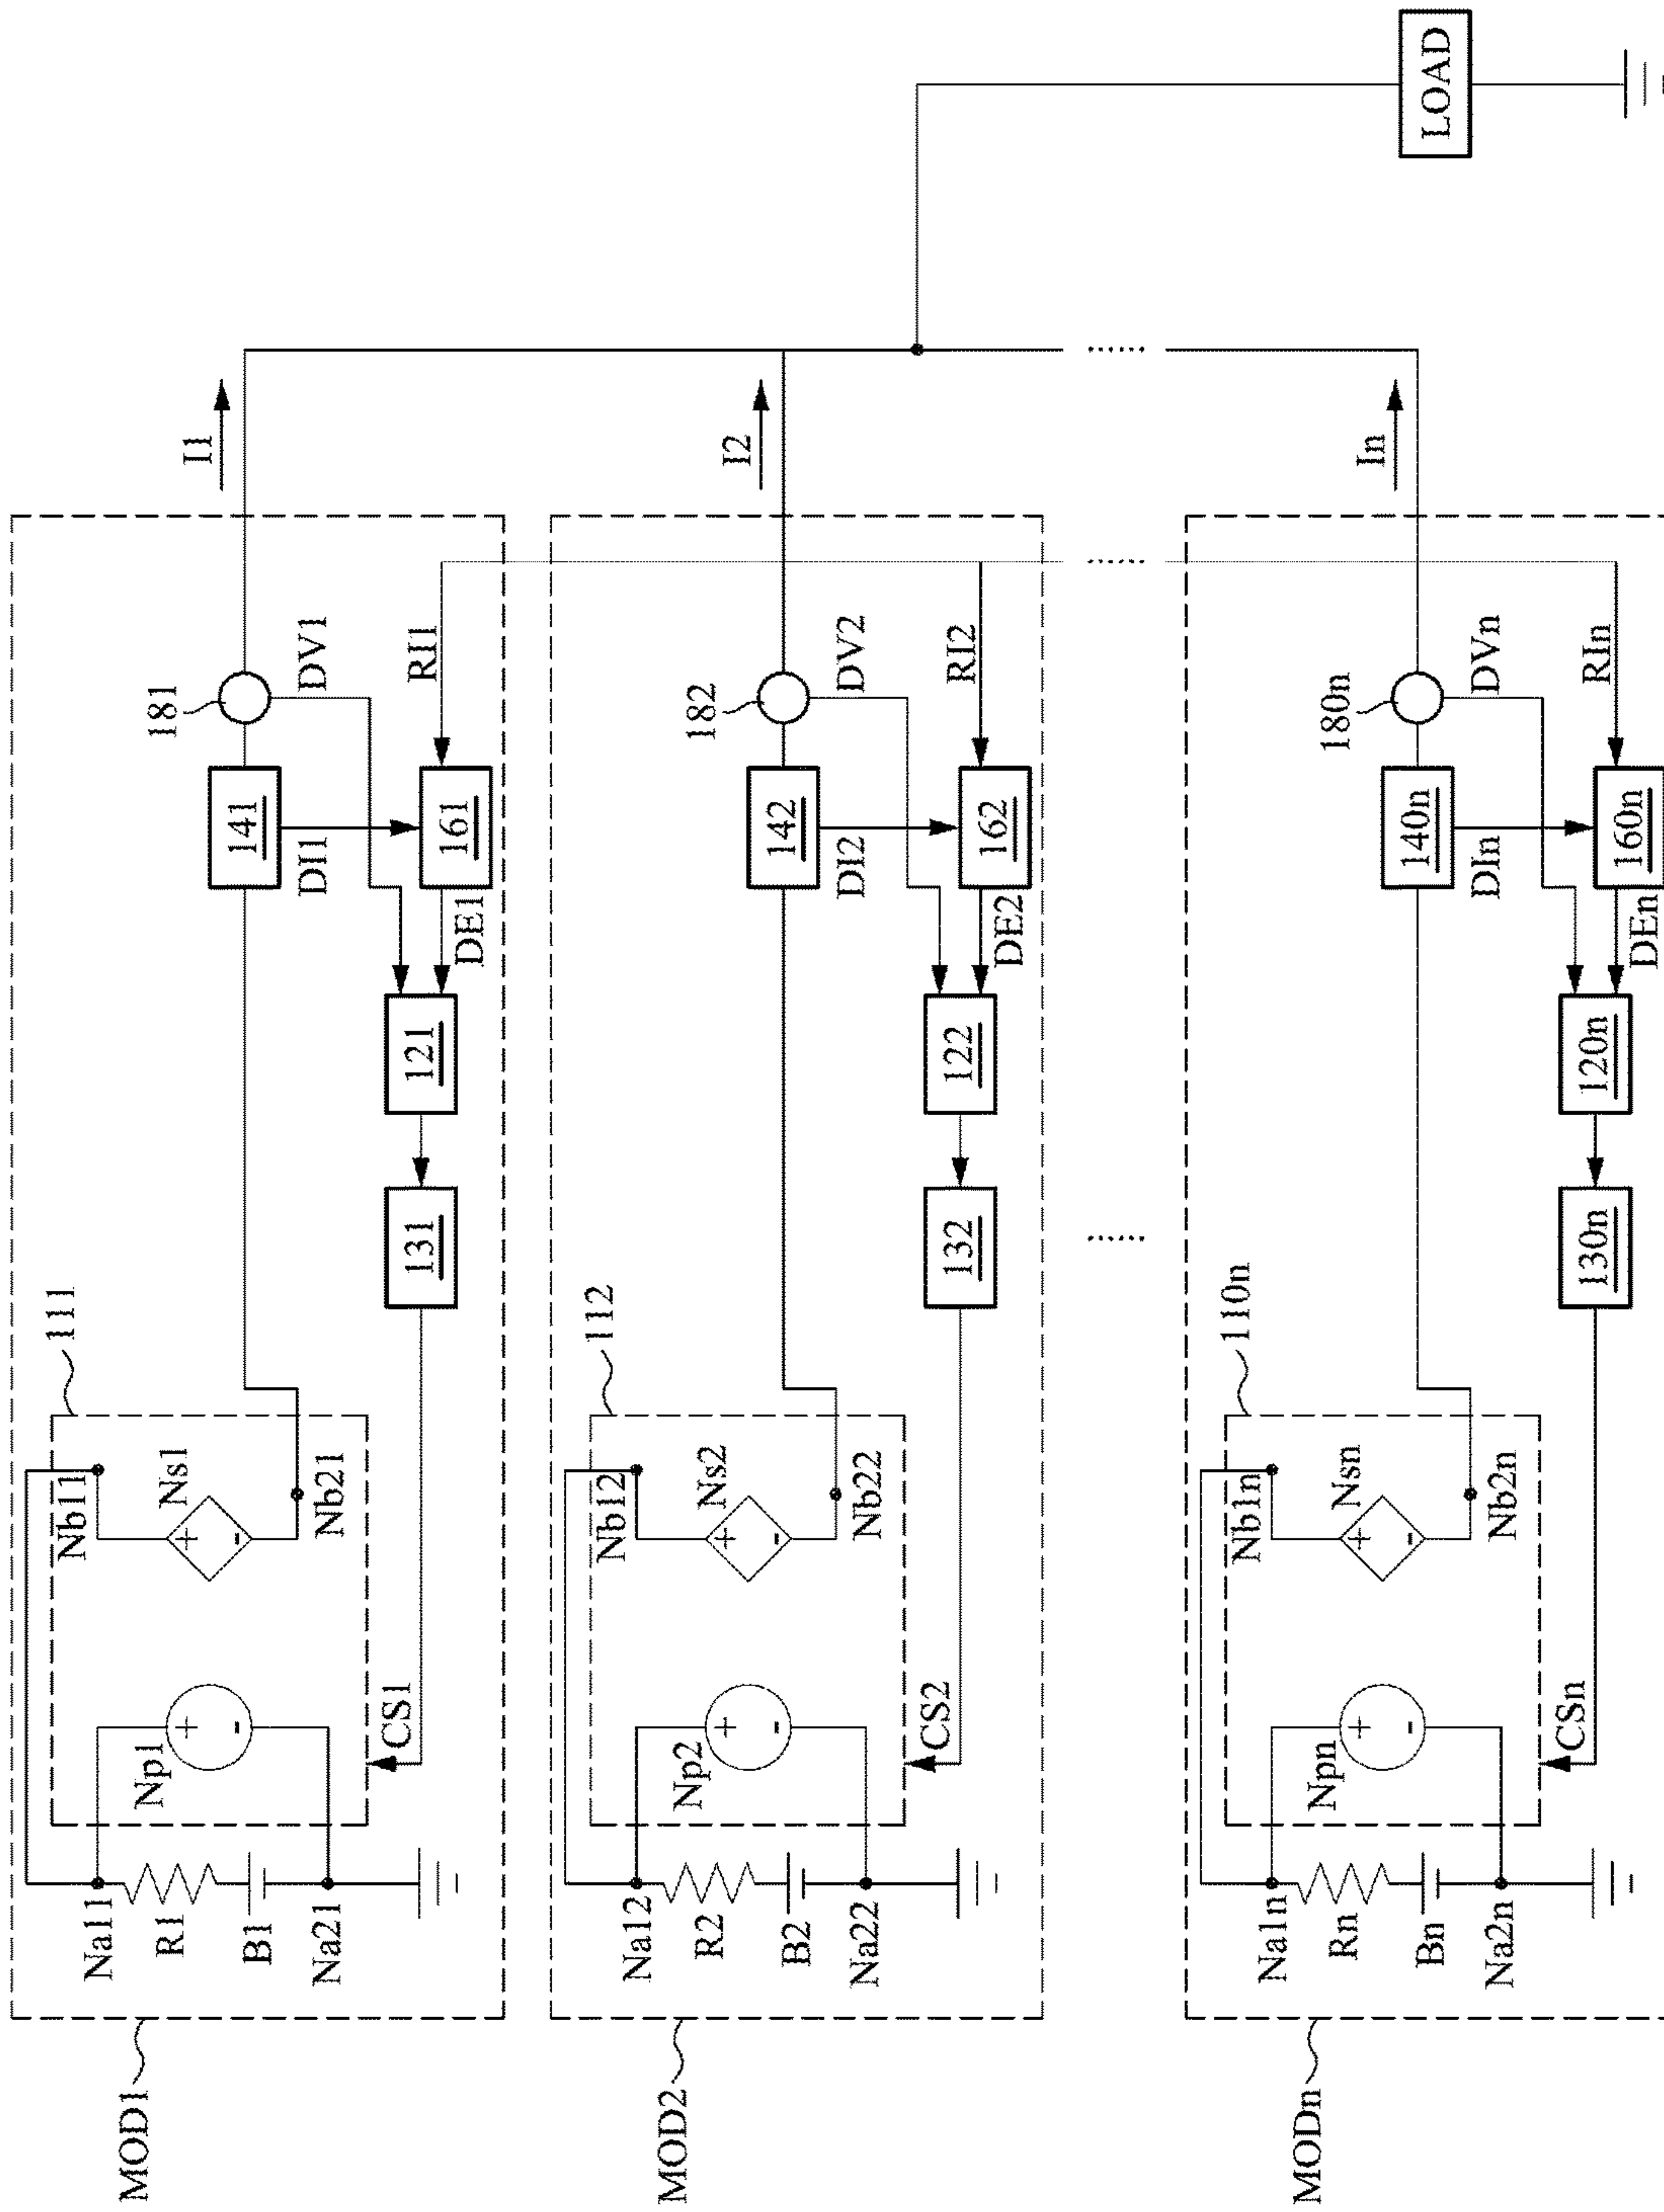 MOD1
Na11
R1
B1
Na21
Np1
Nb11
Ns1
Nb21
111
CS1
131
121
DE1
161
DI1
141
181
DV1
RI1
I1
MOD2
Na12
R2
B2
Na22
Np2
Nb12
Ns2
Nb22
112
CS2
132
122
DE2
162
DI2
142
182
DV2
RI2
I2
MODn
Na1n
Rn
Bn
Na2n
Npn
Nb1n
Nsn
Nb2n
110n
CSn
130n
120n
DEn
160n
DIn
140n
180n
DVn
RIn
In
LOAD